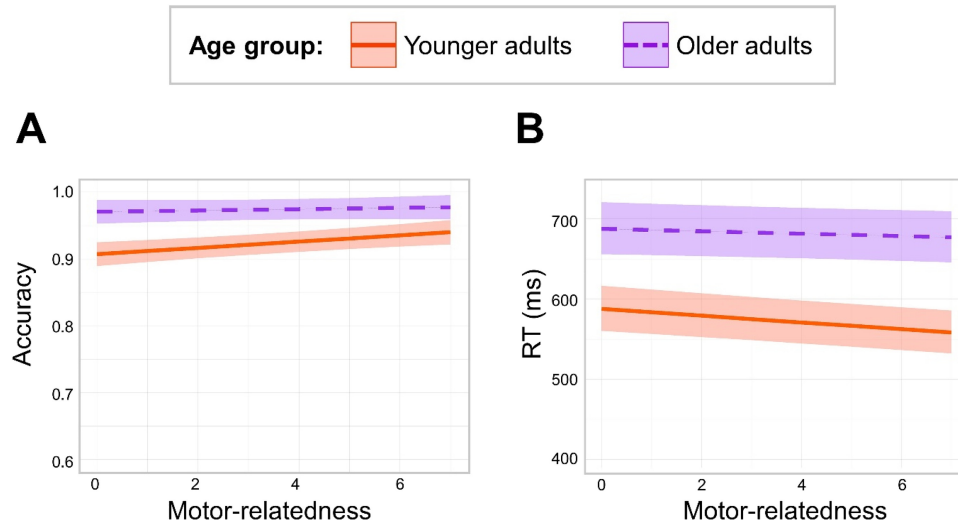 Age group: Younger adults Older adults
A
1.0
0.9
0.8
0.7
0.6
Accuracy
0 2 4 6
Motor-relatedness
B
700
600
500
400
RT (ms)
0 2 4 6
Motor-relatedness